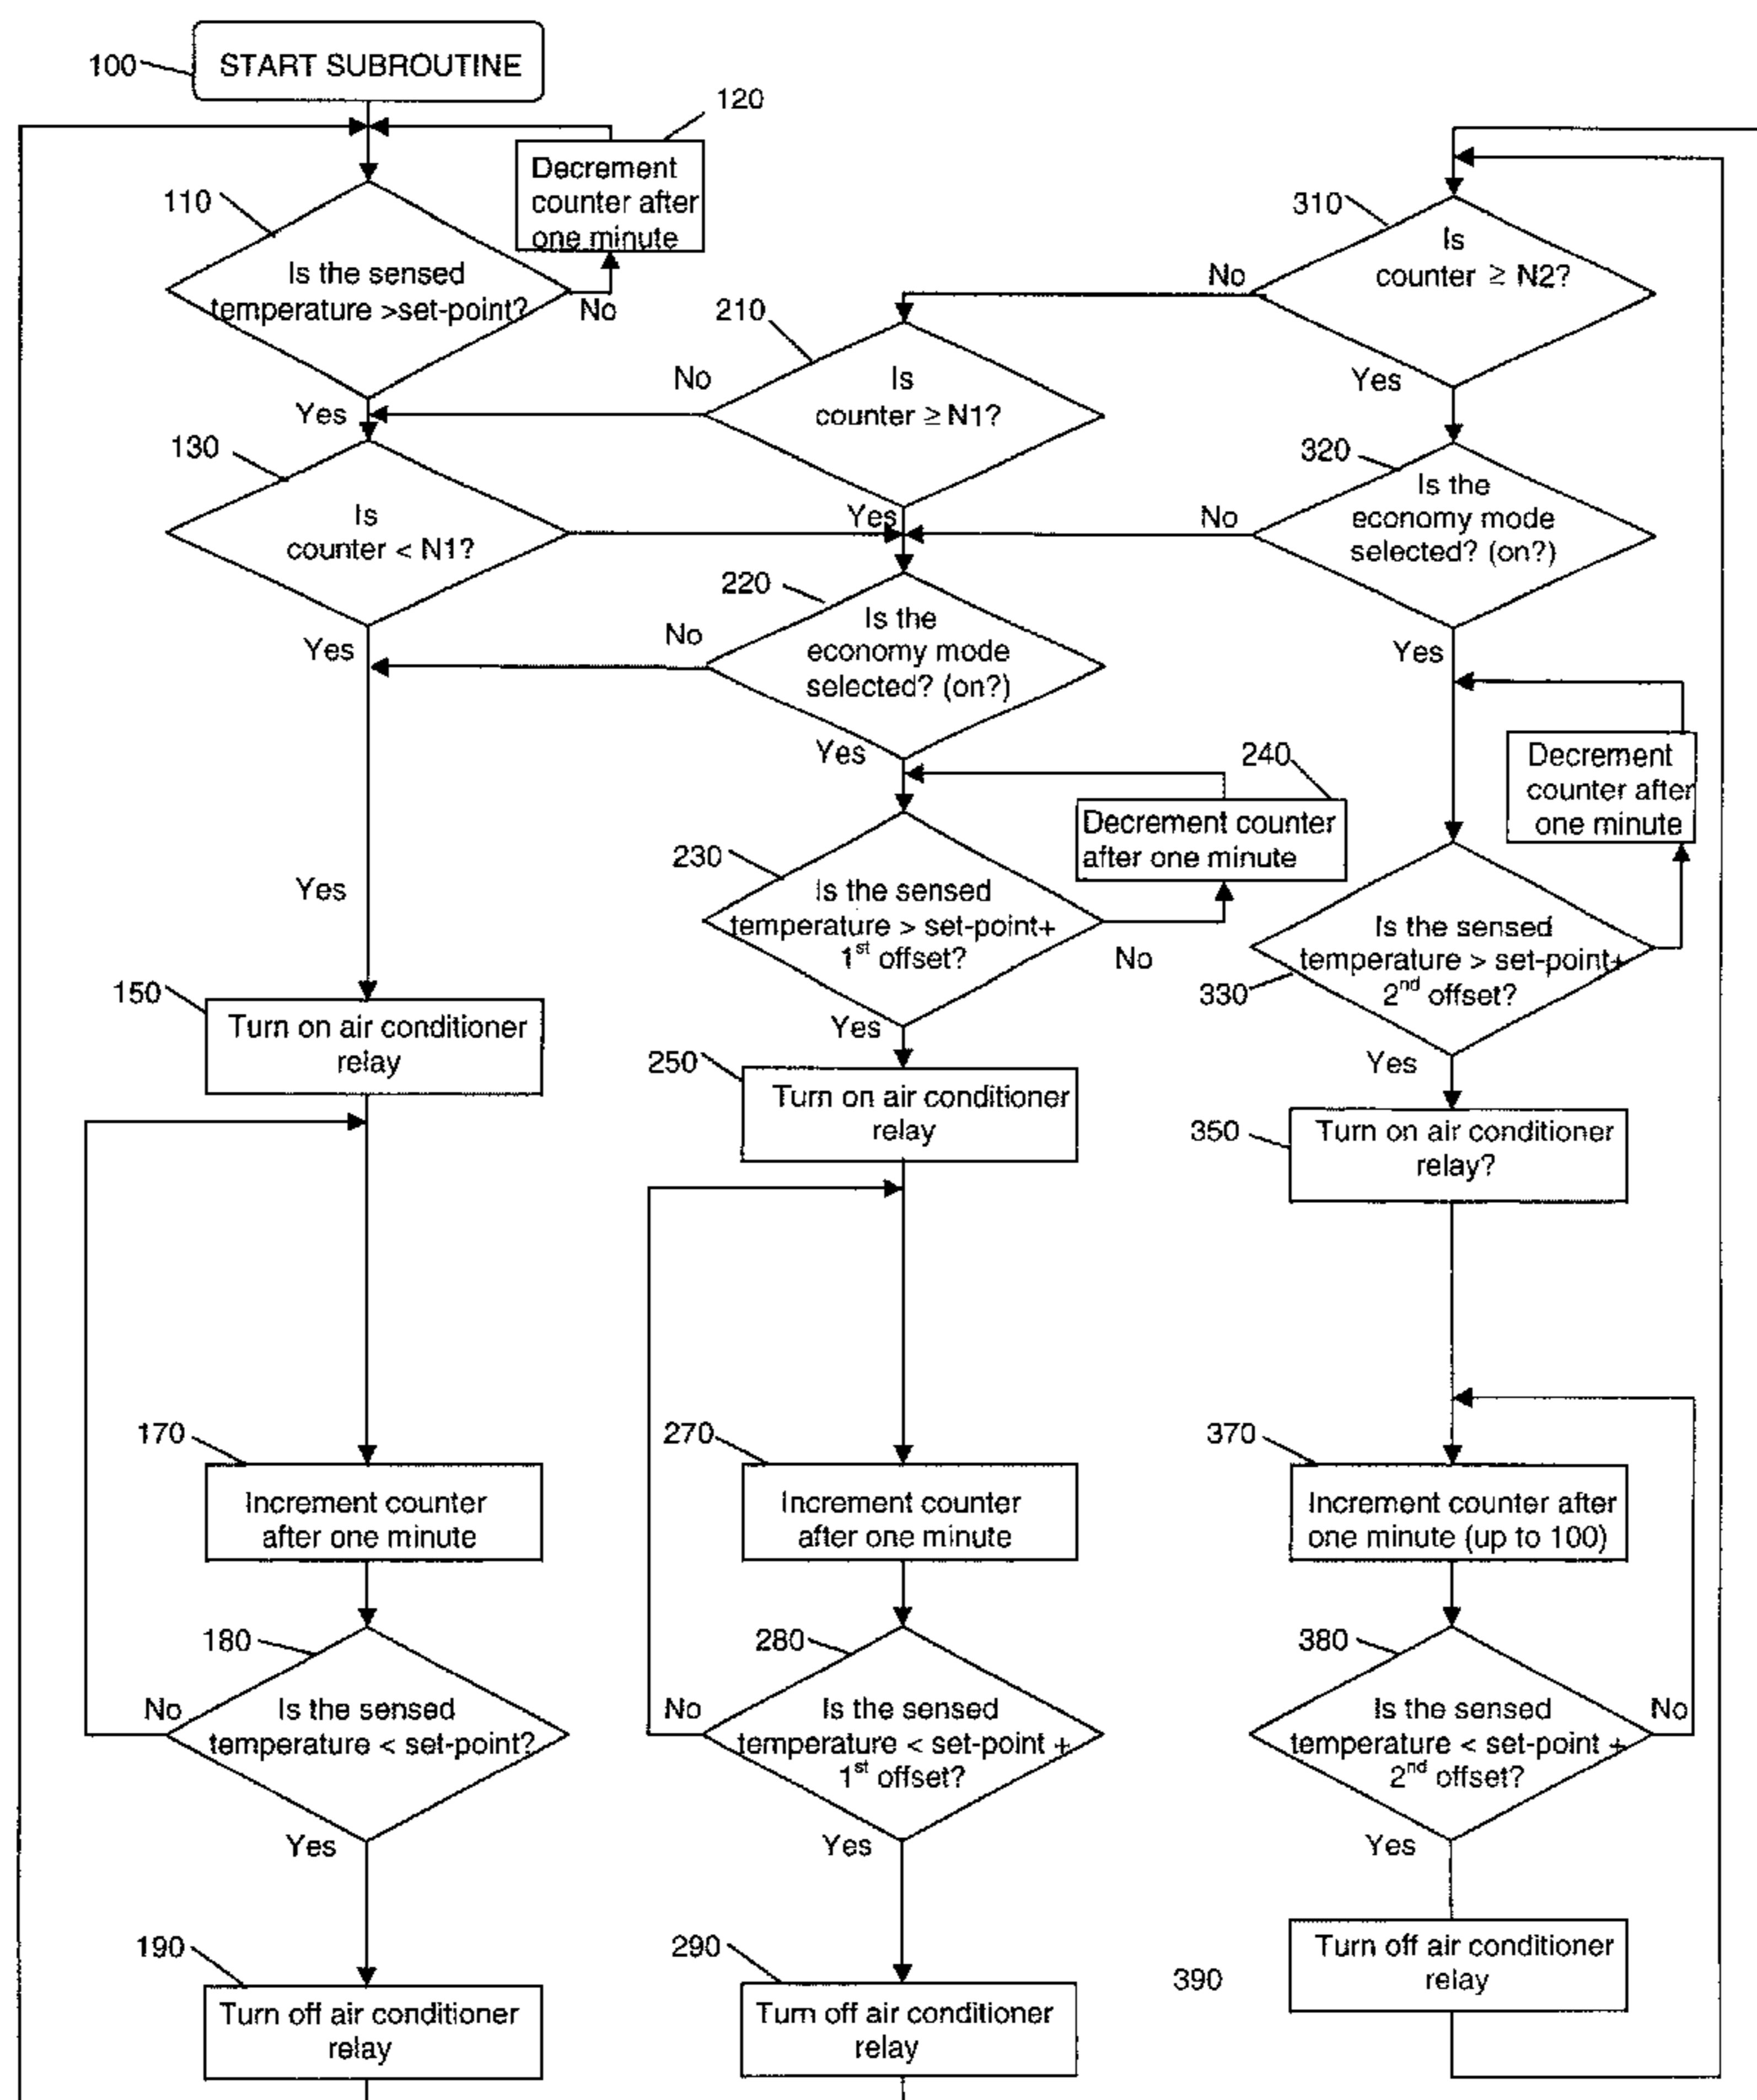 100
START SUBROUTINE
120
Decrement
counter after
one minute
110
Is the sensed
temperature >set-point?
No
Yes
130
Is
counter < N1?
Yes
Yes
150
Turn on air conditioner
relay
170
Increment counter
after one minute
180
No
Is the sensed
temperature < set-point?
Yes
190
Turn off air conditioner
relay
210
No
Is
counter ≥ N1?
Yes
220
No
Is the
economy mode
selected? (on?)
Yes
240
Decrement counter
after one minute
230
Is the sensed
temperature > set-point+
1st offset?
No
Yes
250
Turn on air conditioner
relay
270
Increment counter
after one minute
280
No
Is the sensed
temperature < set-point +
1st offset?
Yes
290
Turn off air conditioner
relay
310
Is
counter ≥ N2?
No
Yes
320
Is the
economy mode
selected? (on?)
No
Yes
Decrement
counter after
one minute
Is the sensed
temperature > set-point+
2nd offset?
330
Yes
350
Turn on air conditioner
relay?
370
Increment counter after
one minute (up to 100)
380
Is the sensed
temperature < set-point +
2nd offset?
No
Yes
Turn off air conditioner
relay
390